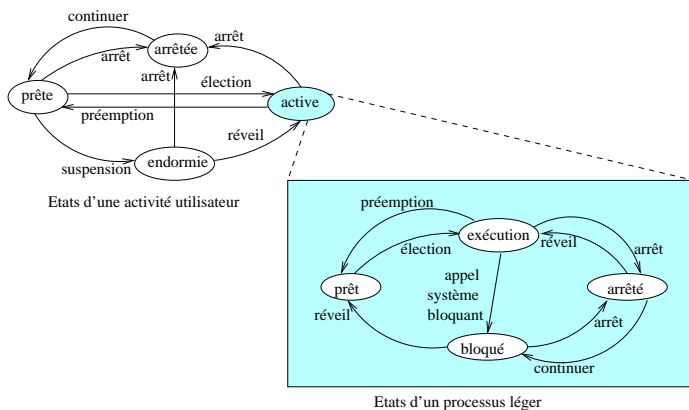 continuer
arrêt
arrêtée
arrêt
arrêt
prête
élection
active
préemption
réveil
suspension
endormie
Etats d'une activité utilisateur
préemption
exécution
élection
réveil
arrêt
prêt
appel
système
bloquant
arrêté
réveil
arrêt
bloqué
continuer
Etats d'un processus léger